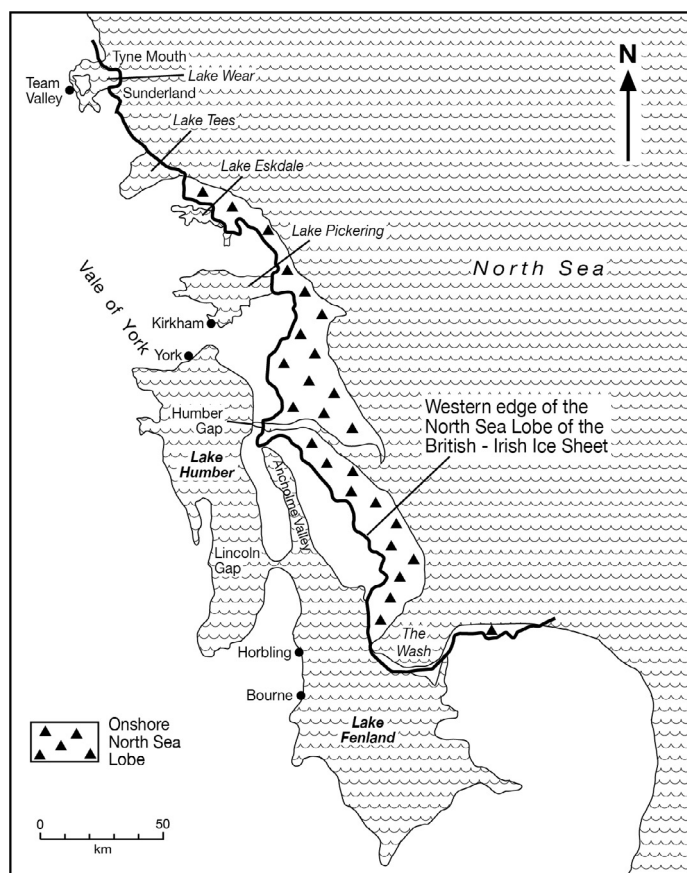 Tyne Mouth
Lake Wear
Team
Valley
Sunderland
N
Lake Tees
Lake Eskdale
Lake Pickering
North Sea
Vale of York
Kirkham
York
Western edge of the
North Sea Lobe of the
British - Irish Ice Sheet
Humber
Gap
Lake
Humber
Ancholme Valley
Lincoln
Gap
The
Wash
Horbling
Bourne
Lake
Fenland
Onshore
North Sea
Lobe
0 50
km